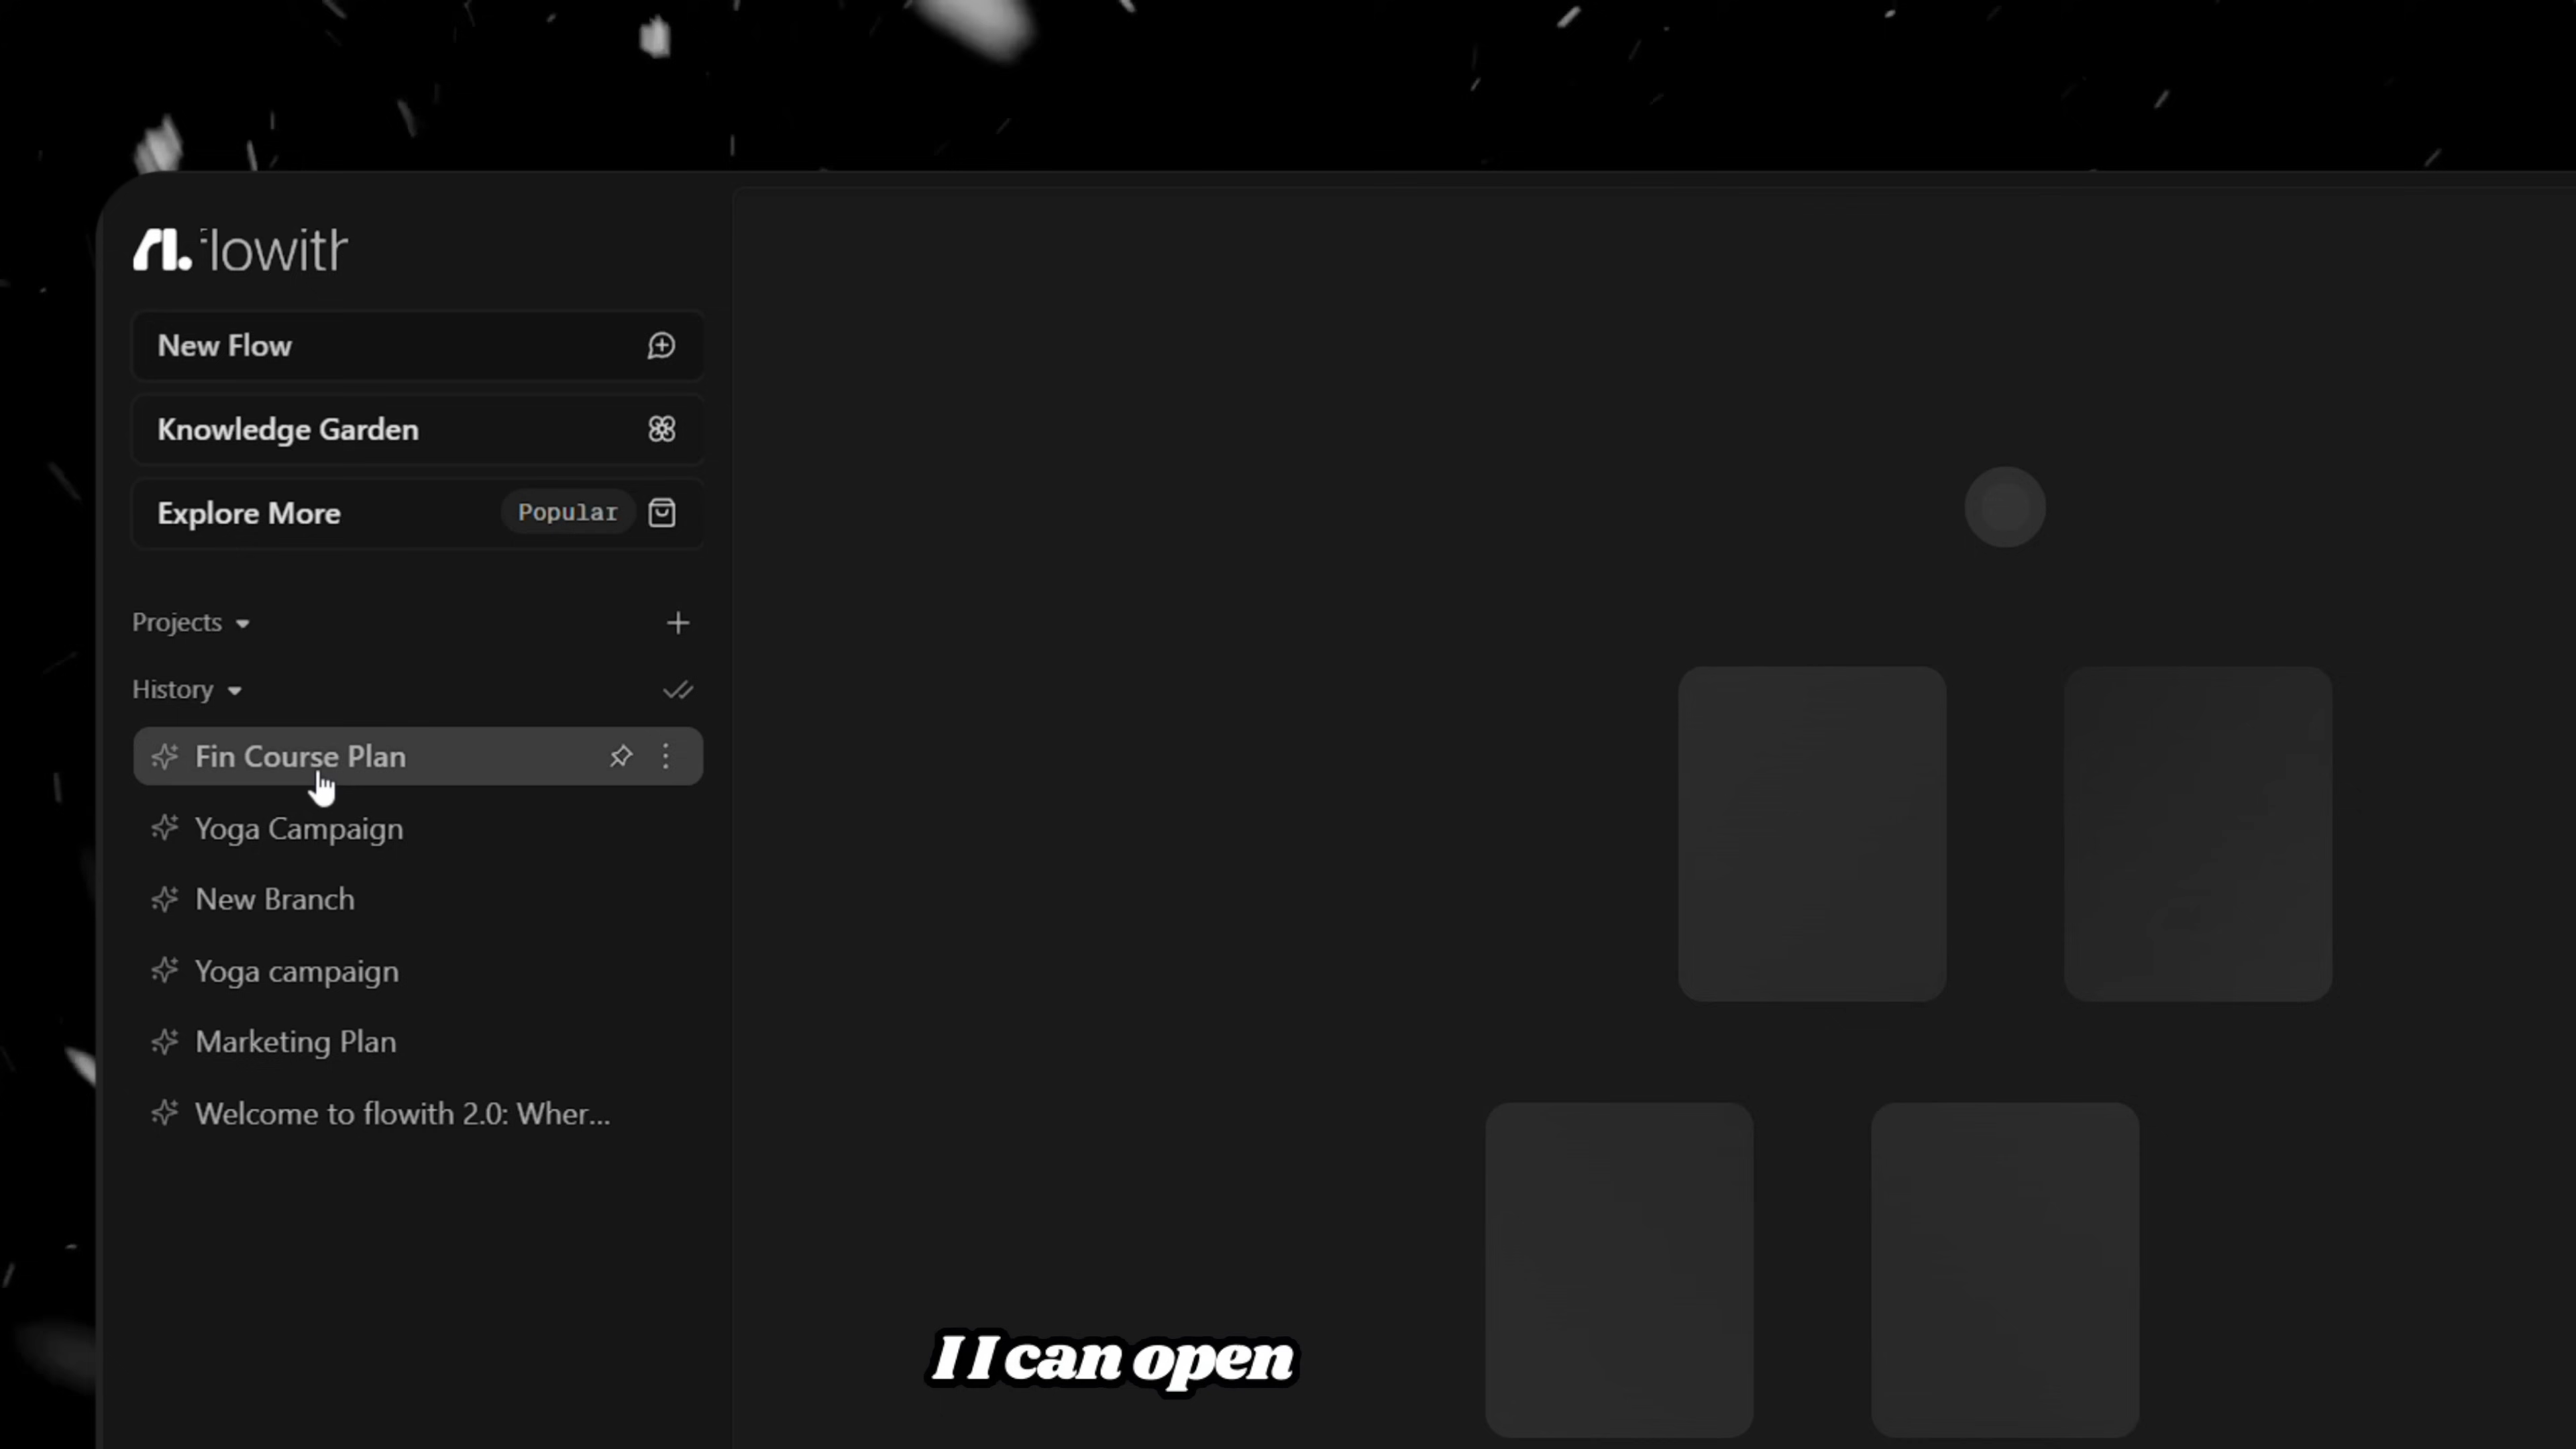 flowith
New Flow
Knowledge Garden
Explore More Popular
Projects
History
Fin Course Plan
Yoga Campaign
New Branch
Yoga campaign
Marketing Plan
Welcome to flowith 2.0: Wher...
I I can open